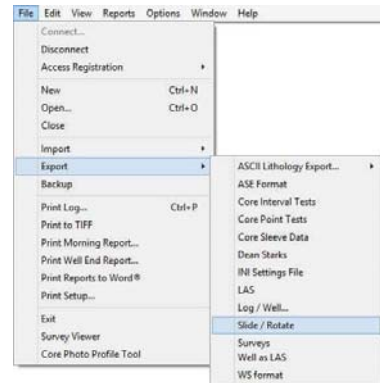 File Edit View Reports Options Window Help
Connect...
Disconnect
Access Registration
New Ctrl+N
Open... Ctrl+O
Close
Import
Export
Backup
Print Log... Ctrl+P
Print to TIFF
Print Morning Report...
Print Well End Report...
Print Reports to Word®
Print Setup...
Exit
Survey Viewer
Core Photo Profile Tool
ASCII Lithology Export...
ASE Format
Core Interval Tests
Core Point Tests
Core Sleeve Data
Dean Starks
INI Settings File
LAS
Log / Well...
Slide / Rotate
Surveys
Well as LAS
WS format